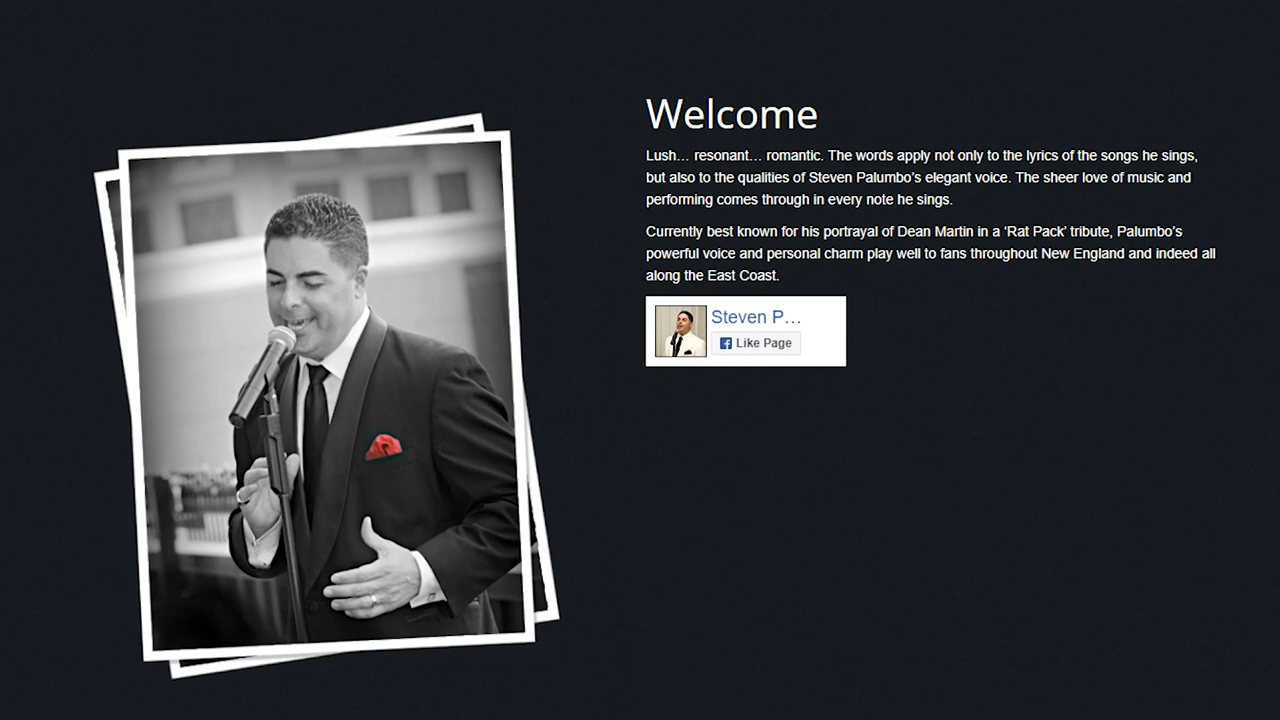 Welcome
Lush… resonant… romantic. The words apply not only to the lyrics of the songs he sings,
but also to the qualities of Steven Palumbo’s elegant voice. The sheer love of music and
performing comes through in every note he sings.
Currently best known for his portrayal of Dean Martin in a ‘Rat Pack’ tribute, Palumbo’s
powerful voice and personal charm play well to fans throughout New England and indeed all
along the East Coast.
Steven P…
Like Page